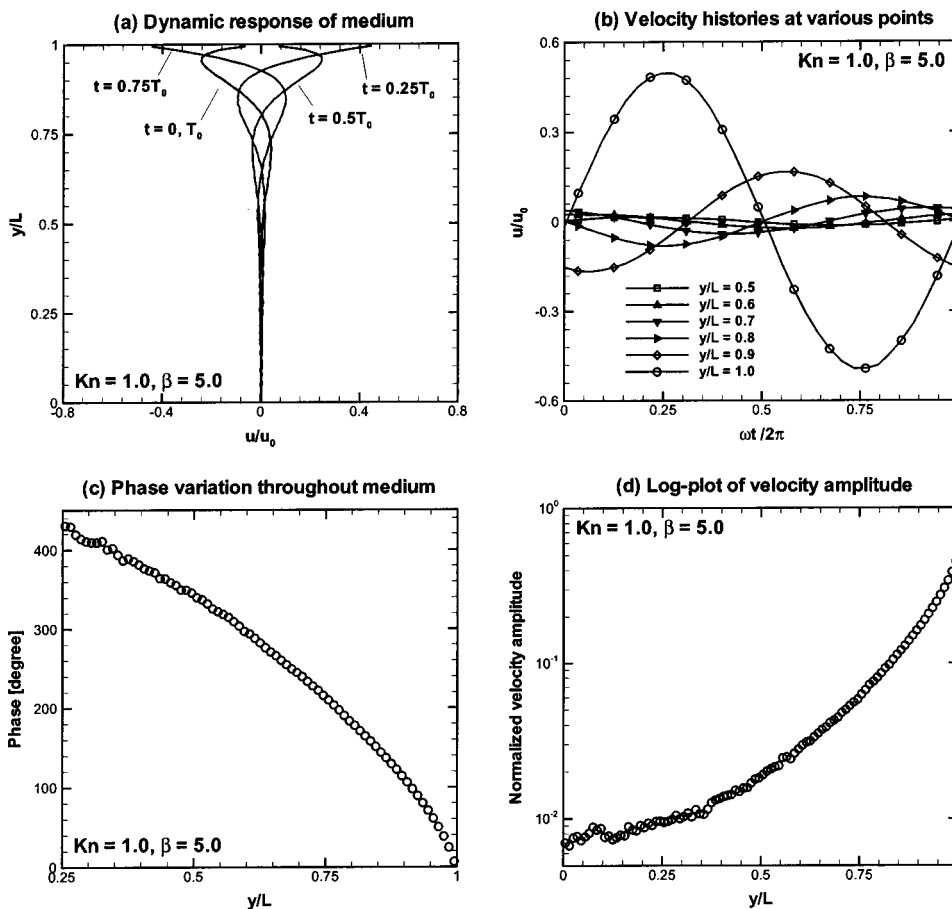 (a) Dynamic response of medium
1
0.75
0.5
0.25
0
y/L
t = 0.75T₀
t = 0.25T₀
t = 0, T₀
t = 0.5T₀
Kn = 1.0, β = 5.0
-0.8
-0.4
0
0.4
0.8
u/u₀
(b) Velocity histories at various points
0.6
0.3
0
-0.3
-0.6
u/u₀
Kn = 1.0, β = 5.0
y/L = 0.5
y/L = 0.6
y/L = 0.7
y/L = 0.8
y/L = 0.9
y/L = 1.0
0
0.25
0.5
0.75
ωt /2π
(c) Phase variation throughout medium
400
300
200
100
0
Phase [degree]
Kn = 1.0, β = 5.0
0.25
0.5
0.75
1
y/L
(d) Log-plot of velocity amplitude
10⁰
10⁻¹
10⁻²
Normalized velocity amplitude
Kn = 1.0, β = 5.0
0
0.25
0.5
0.75
y/L